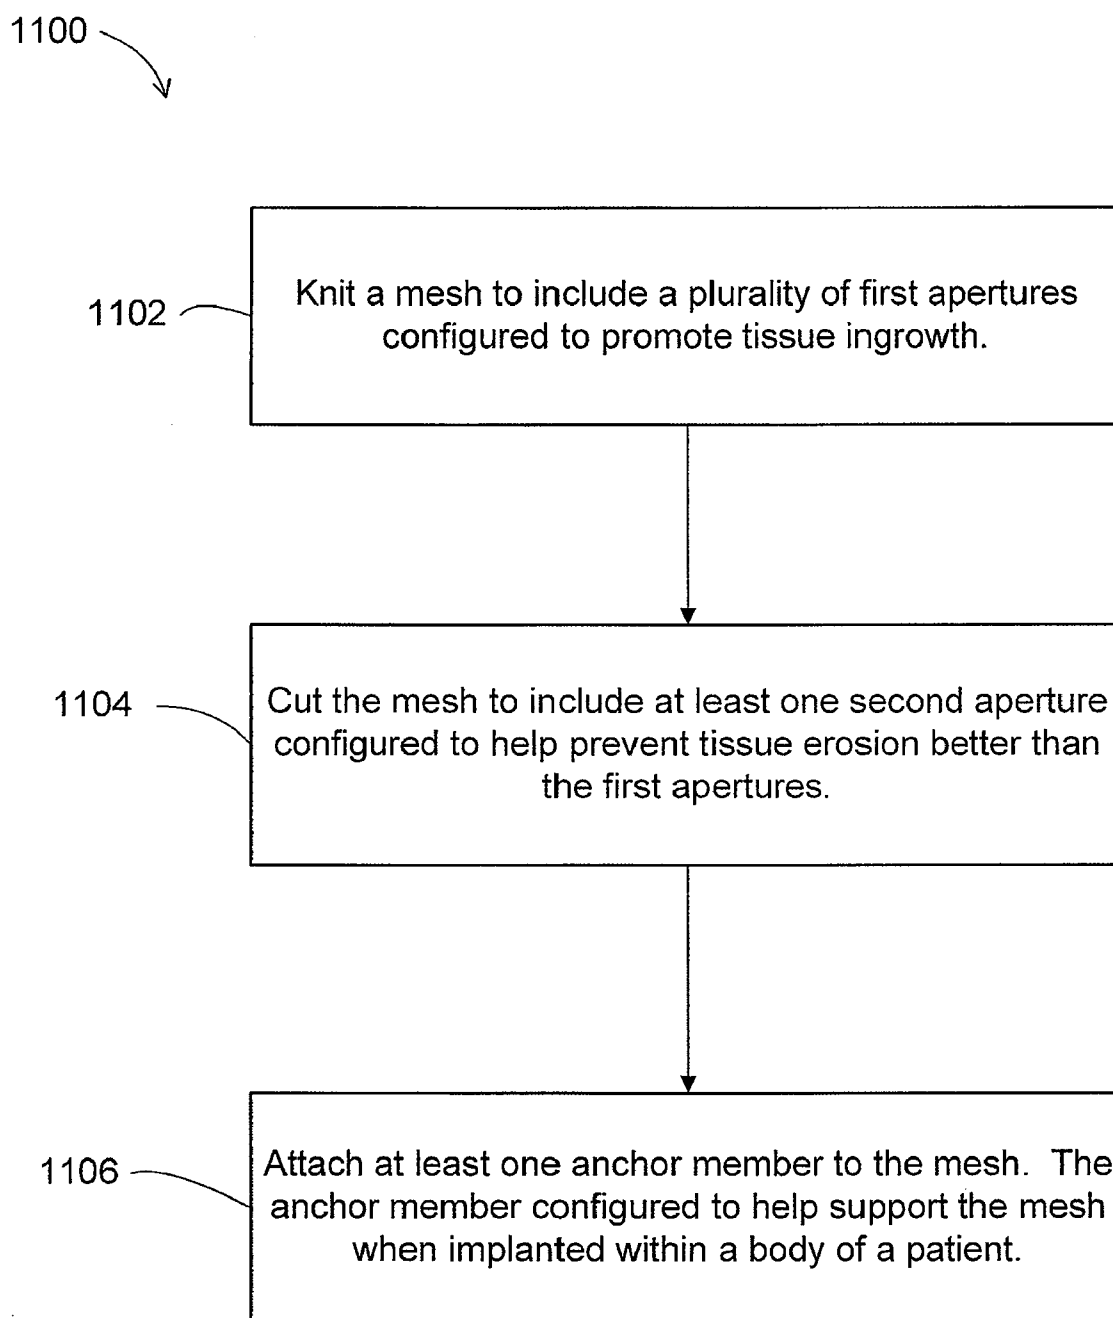 1100
1102
Knit a mesh to include a plurality of first apertures
configured to promote tissue ingrowth.
1104
Cut the mesh to include at least one second aperture
configured to help prevent tissue erosion better than
the first apertures.
1106
Attach at least one anchor member to the mesh.  The
anchor member configured to help support the mesh
when implanted within a body of a patient.